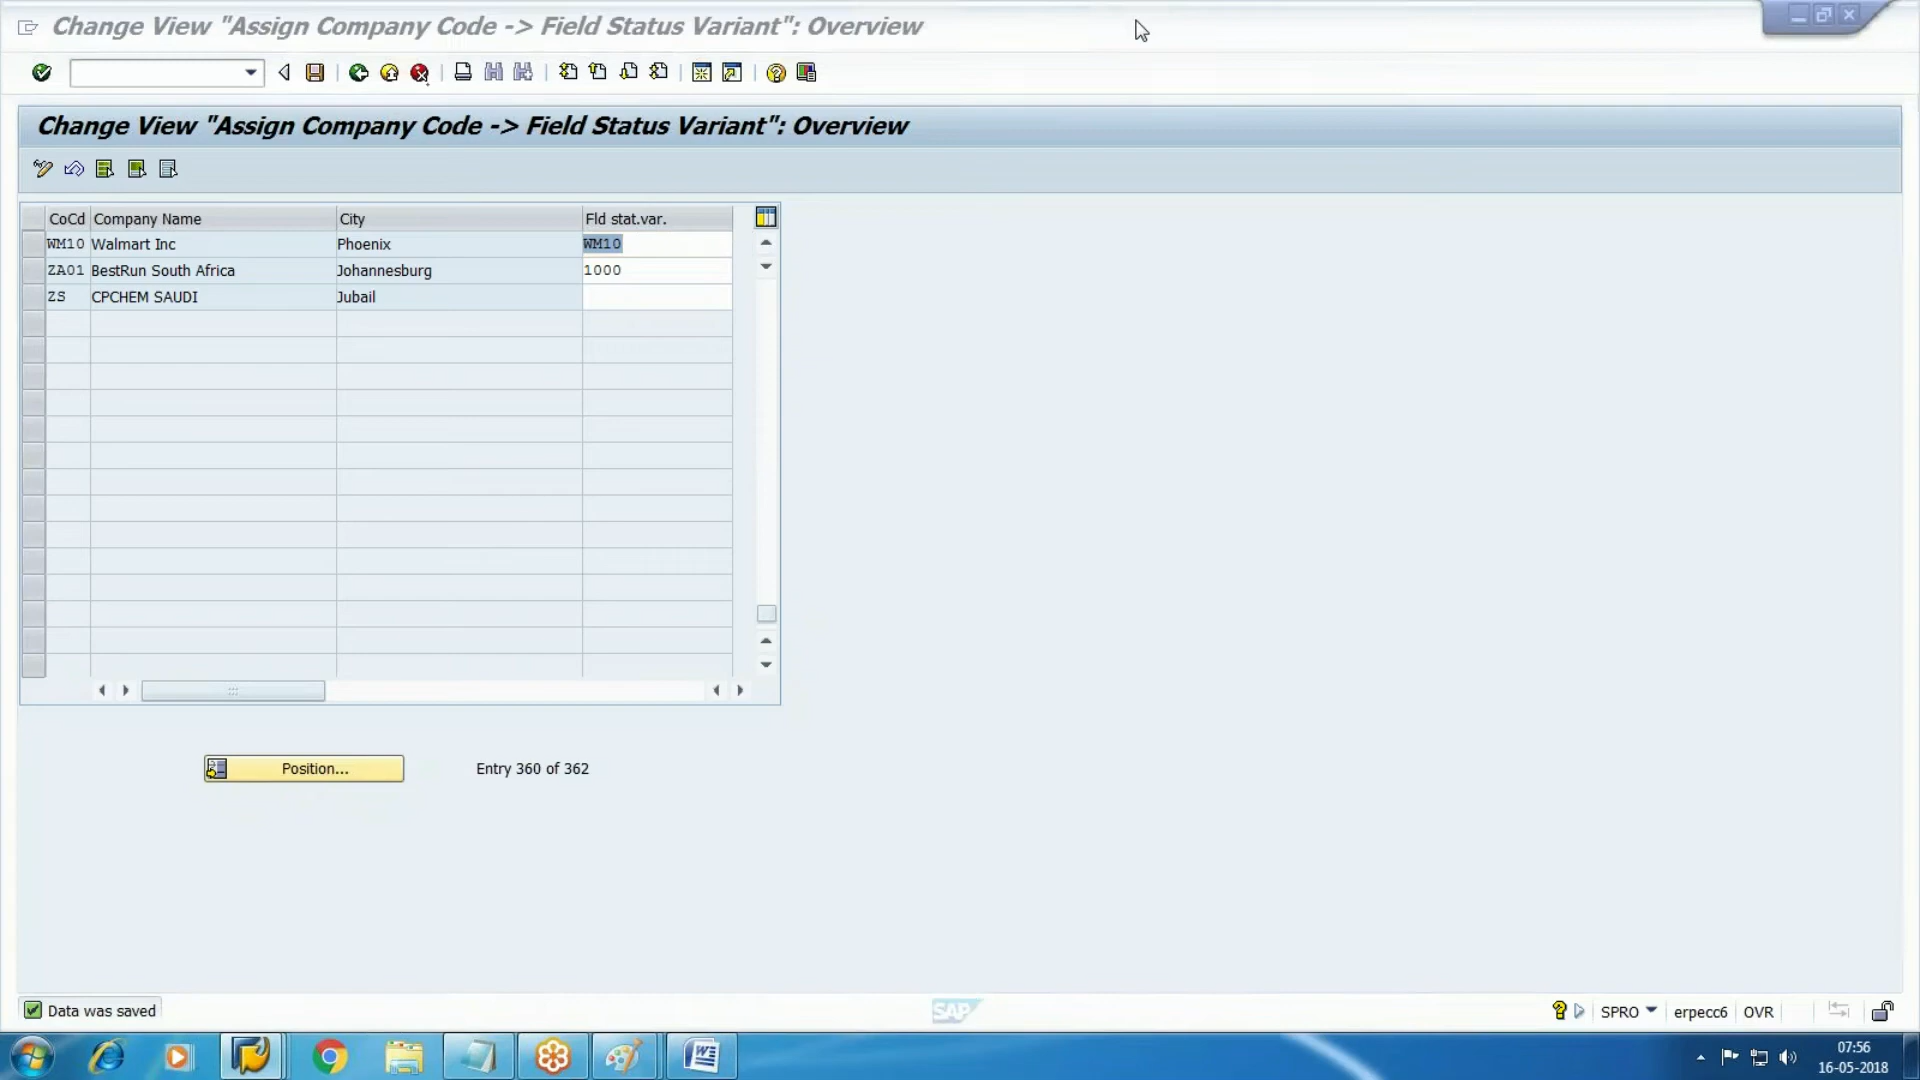 Change View "Assign Company Code -> Field Status Variant": Overview
Change View "Assign Company Code -> Field Status Variant": Overview
CoCd Company Name City Fld stat.var.
WM10 Walmart Inc Phoenix WM10
ZA01 BestRun South Africa Johannesburg 1000
ZS CPCHEM SAUDI Jubail
Position... Entry 360 of 362
Data was saved SAP SPRO erpecc6 OVR
07:56
16-05-2018